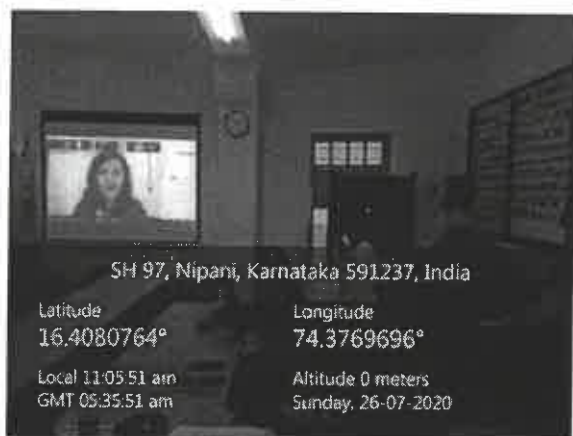 SH 97, Nipani, Karnataka 591237, India
Latitude
16.4080764°
Longitude
74.3769696°
Local 11:05:51 am
GMT 05:35:51 am
Altitude 0 meters
Sunday, 26-07-2020